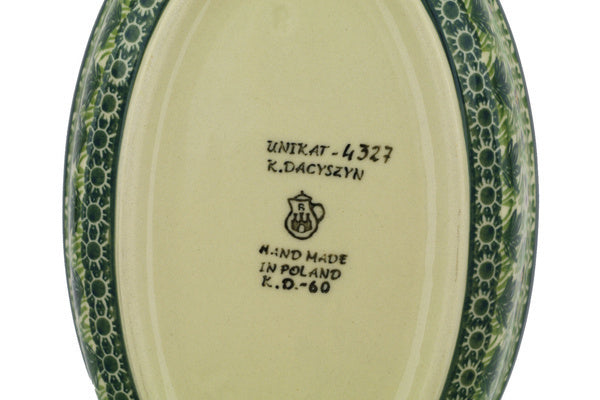 UNIKAT-4327
K.DACYSZYN
HAND MADE
IN POLAND
K.D.-60